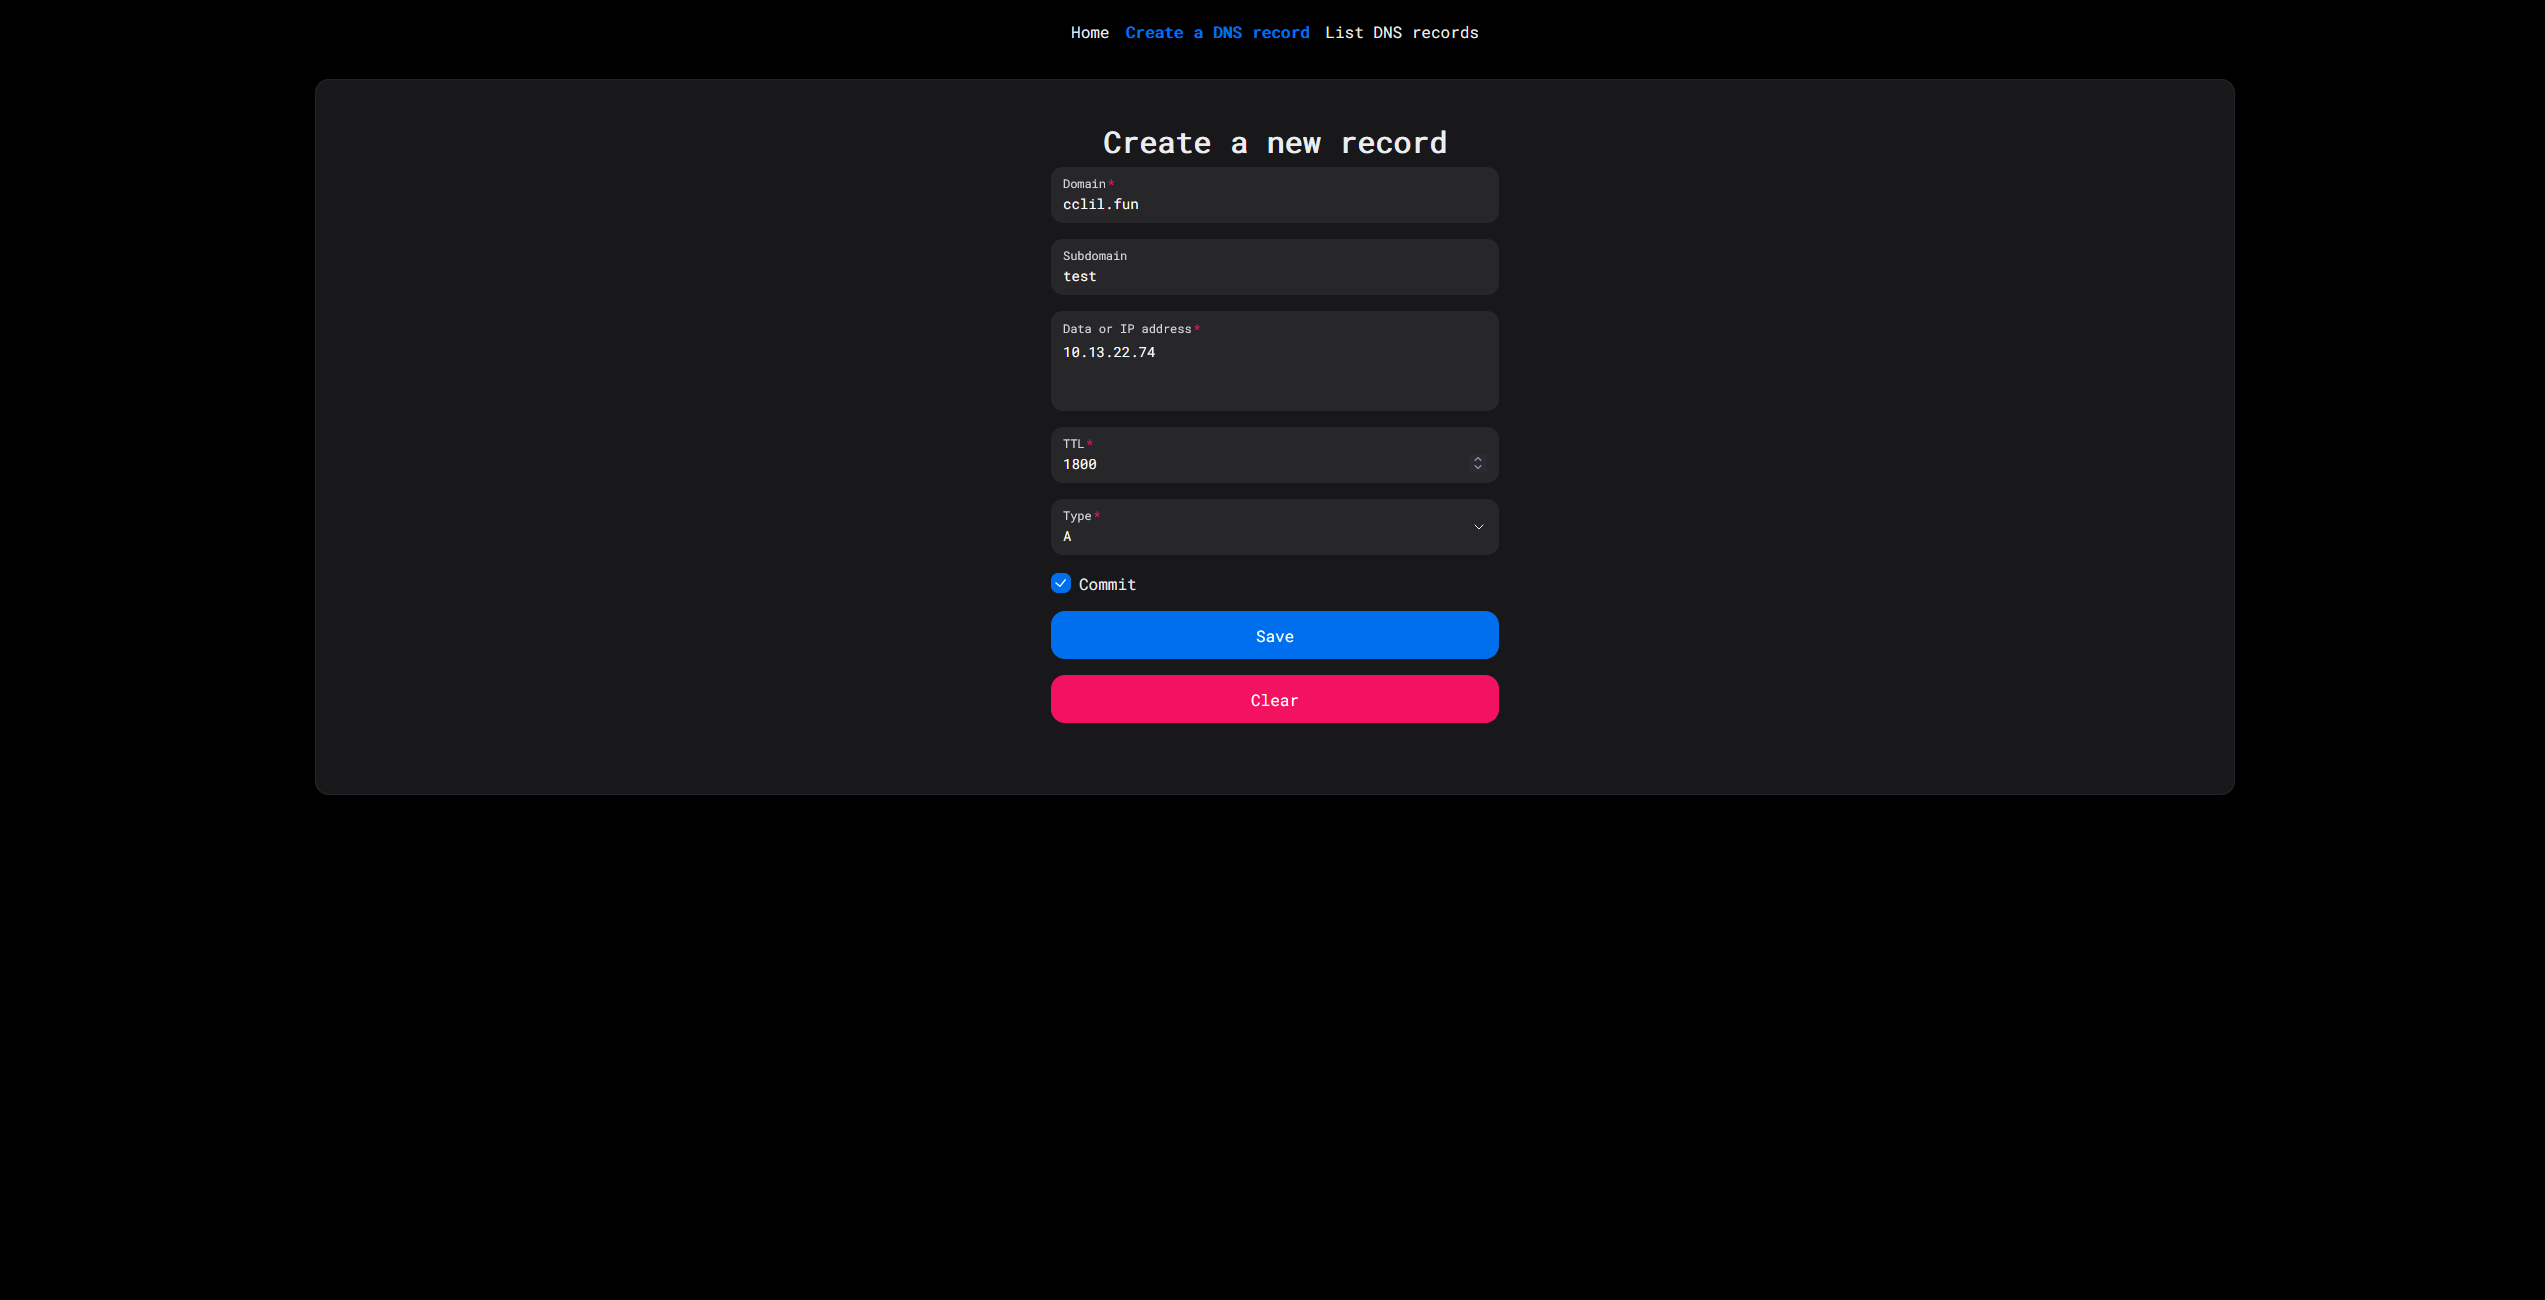 Home Create a DNS record List DNS records
Create a new record
Domain*
cclil.fun
Subdomain
test
Data or IP address*
10.13.22.74
TTL*
1800
Type*
A
Commit
Save
Clear